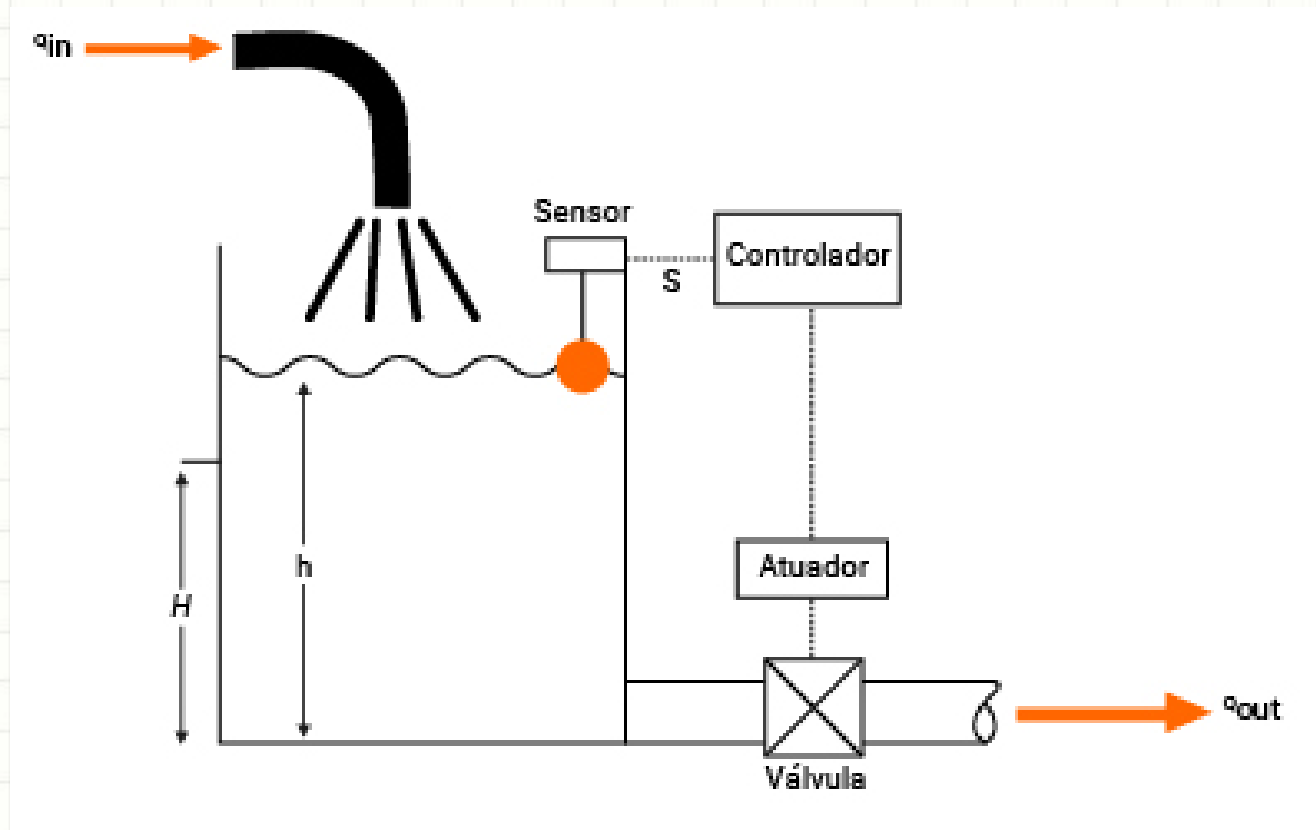 qin
Sensor
Controlador
S
h
H
Atuador
qout
Válvula